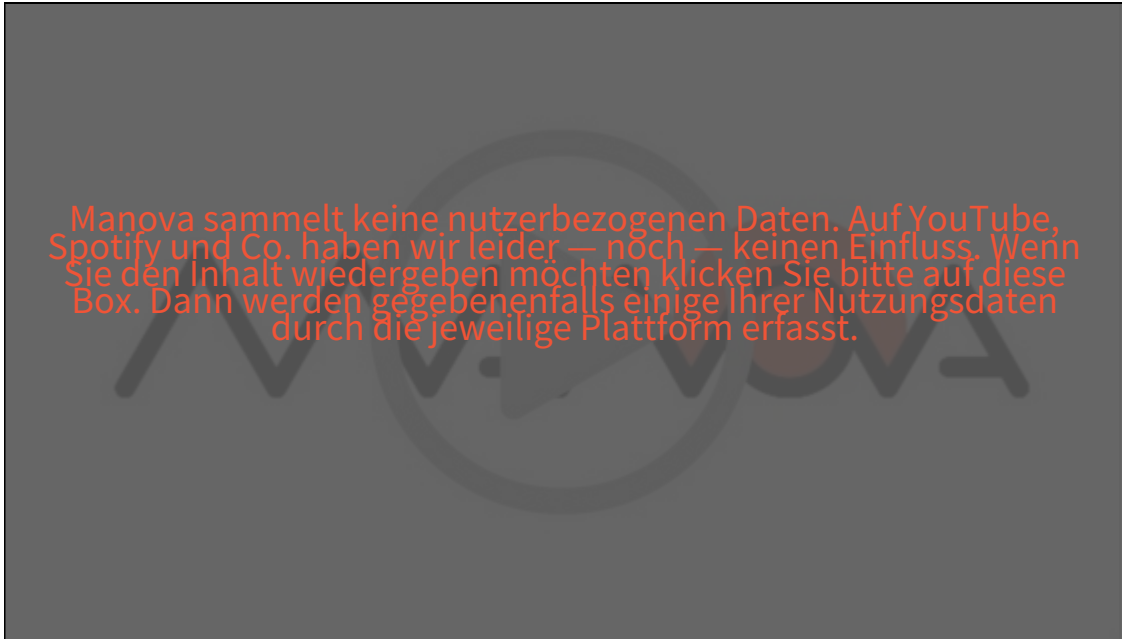 Manova sammelt keine nutzerbezogenen Daten. Auf YouTube,
Spotify und Co. haben wir leider — noch — keinen Einfluss. Wenn
Sie den Inhalt wiedergeben möchten klicken Sie bitte auf diese
Box. Dann werden gegebenenfalls einige Ihrer Nutzungsdaten
durch die jeweilige Plattform erfasst.
MANOVA